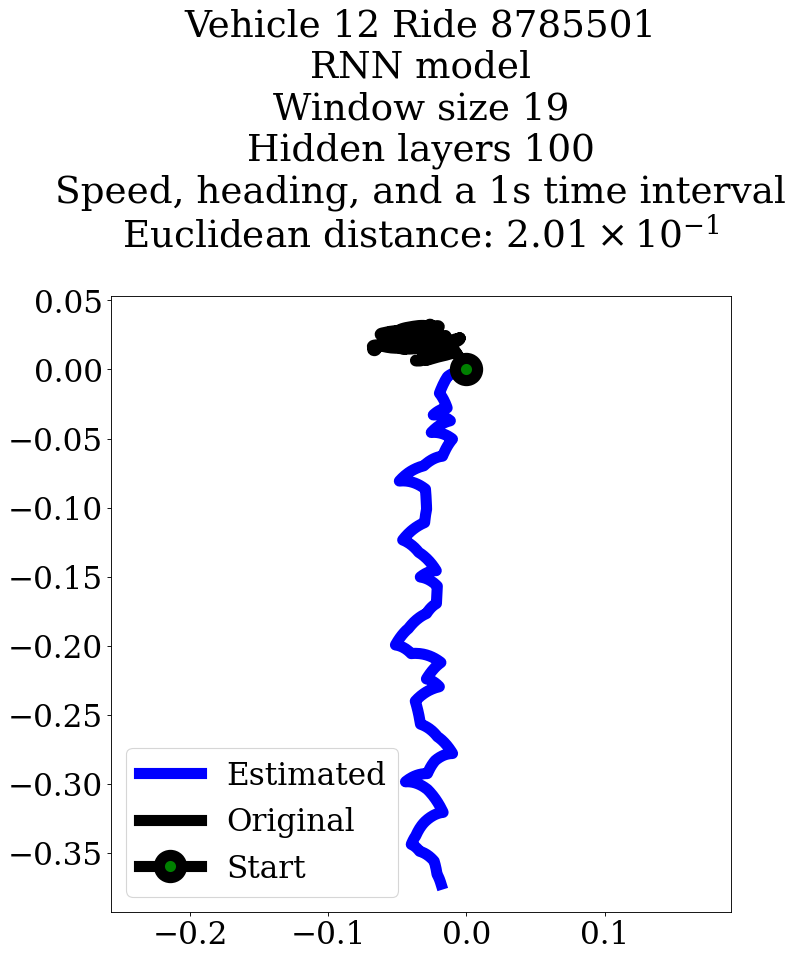 Vehicle 12 Ride 8785501
RNN model
Window size 19
Hidden layers 100
Speed, heading, and a 1s time interval
Euclidean distance: 2.01 × 10⁻¹
0.05
0.00
−0.05
−0.10
−0.15
−0.20
−0.25
−0.30
−0.35
Estimated
Original
Start
−0.2
−0.1
0.0
0.1